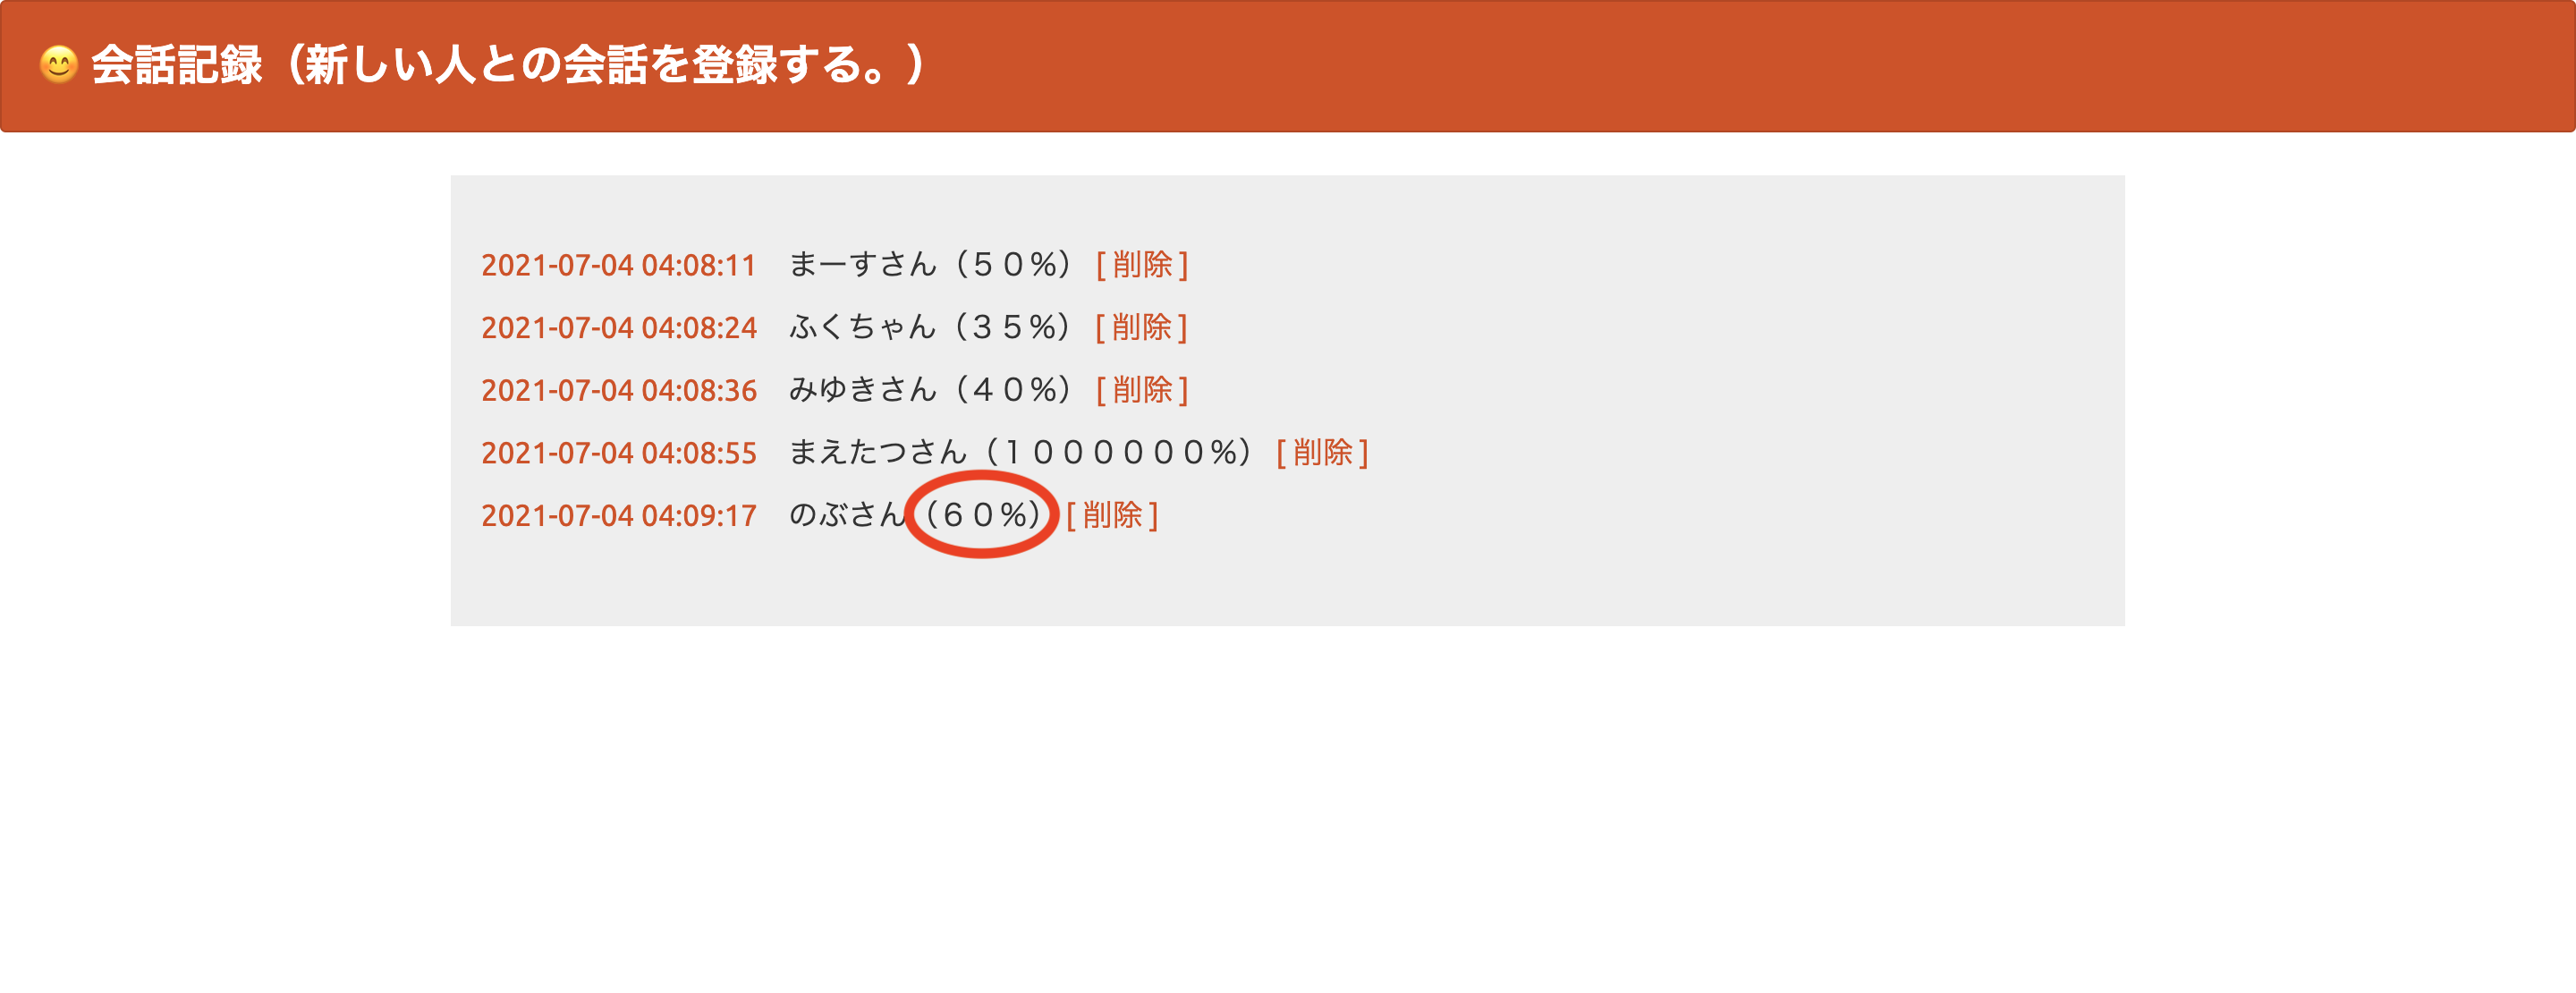 😊 会話記録（新しい人との会話を登録する。）
2021-07-04 04:08:11 まーすさん（５０%） [ 削除 ]
2021-07-04 04:08:24 ふくちゃん（３５%） [ 削除 ]
2021-07-04 04:08:36 みゆきさん（４０%） [ 削除 ]
2021-07-04 04:08:55 まえたつさん（１００００００%） [ 削除 ]
2021-07-04 04:09:17 のぶさん（６０%） [ 削除 ]